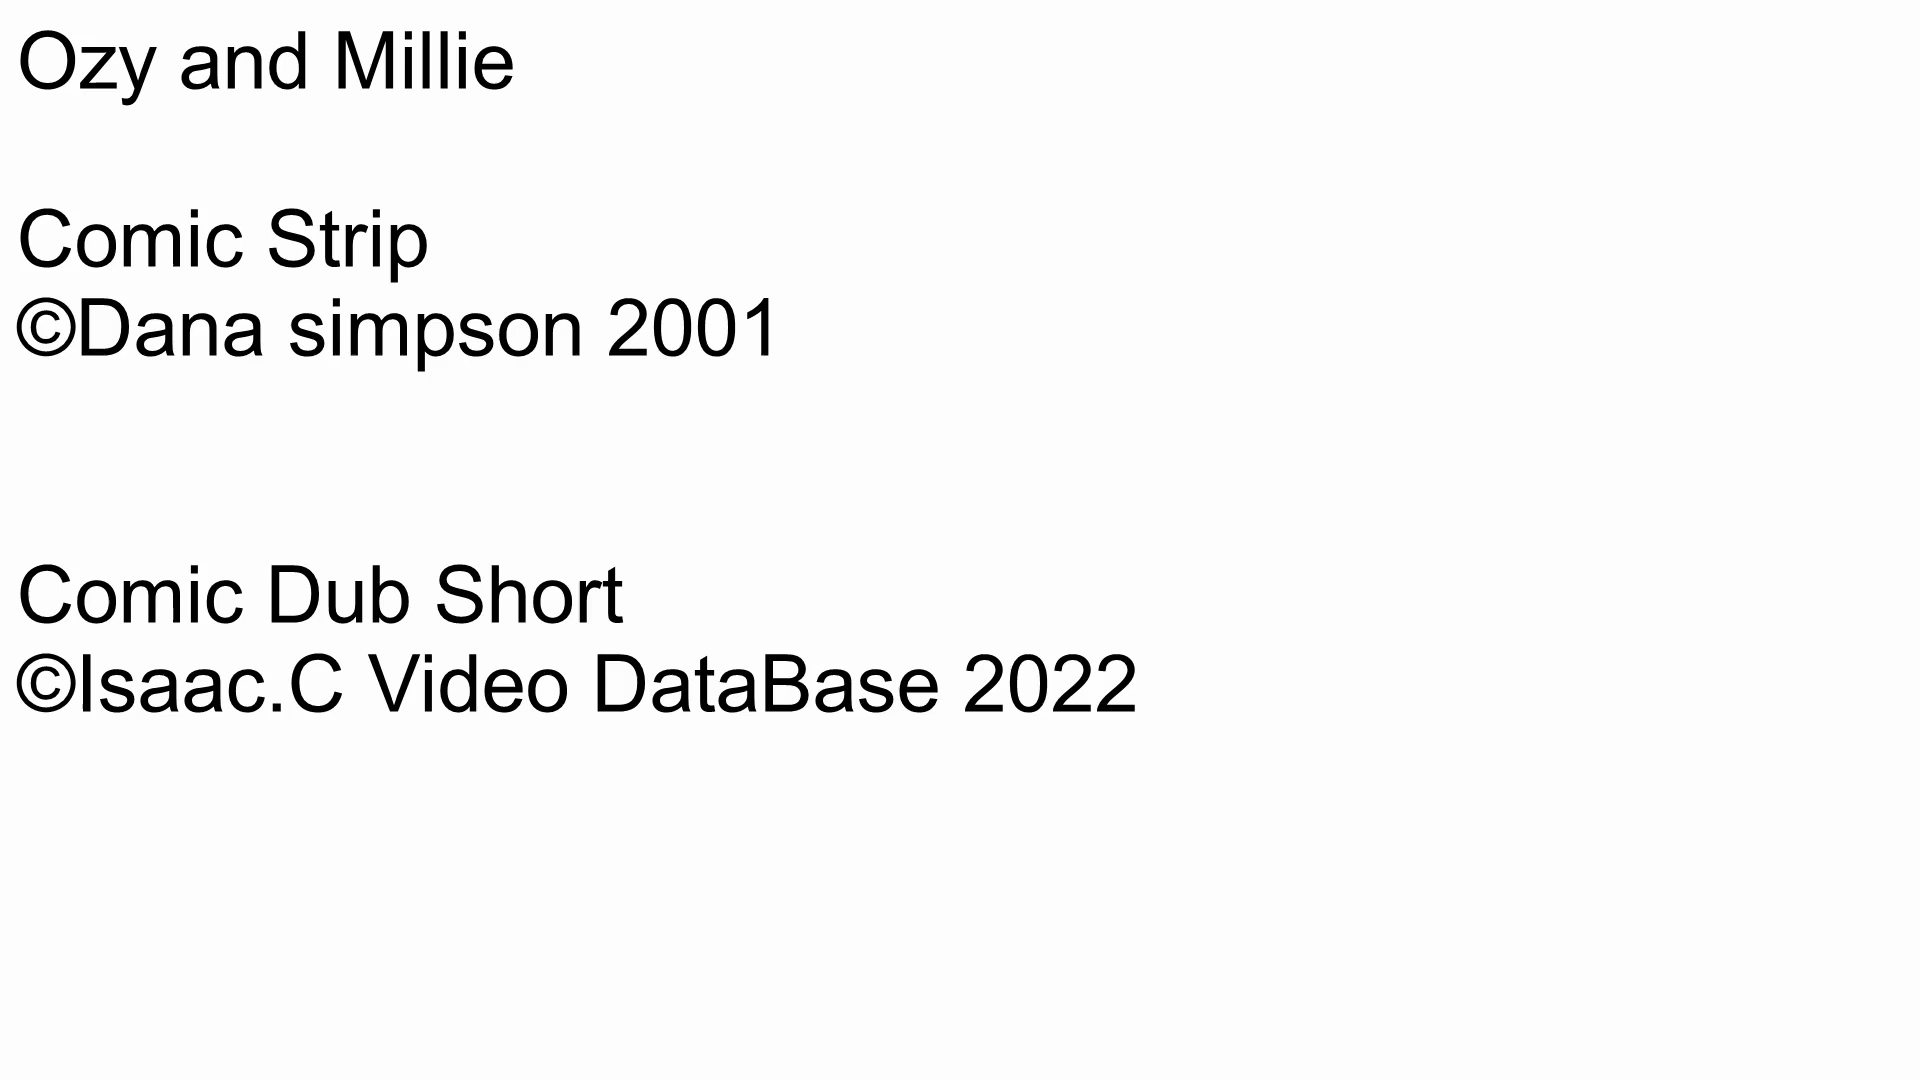 Ozy and Millie
Comic Strip
©Dana simpson 2001
Comic Dub Short
©Isaac.C Video DataBase 2022